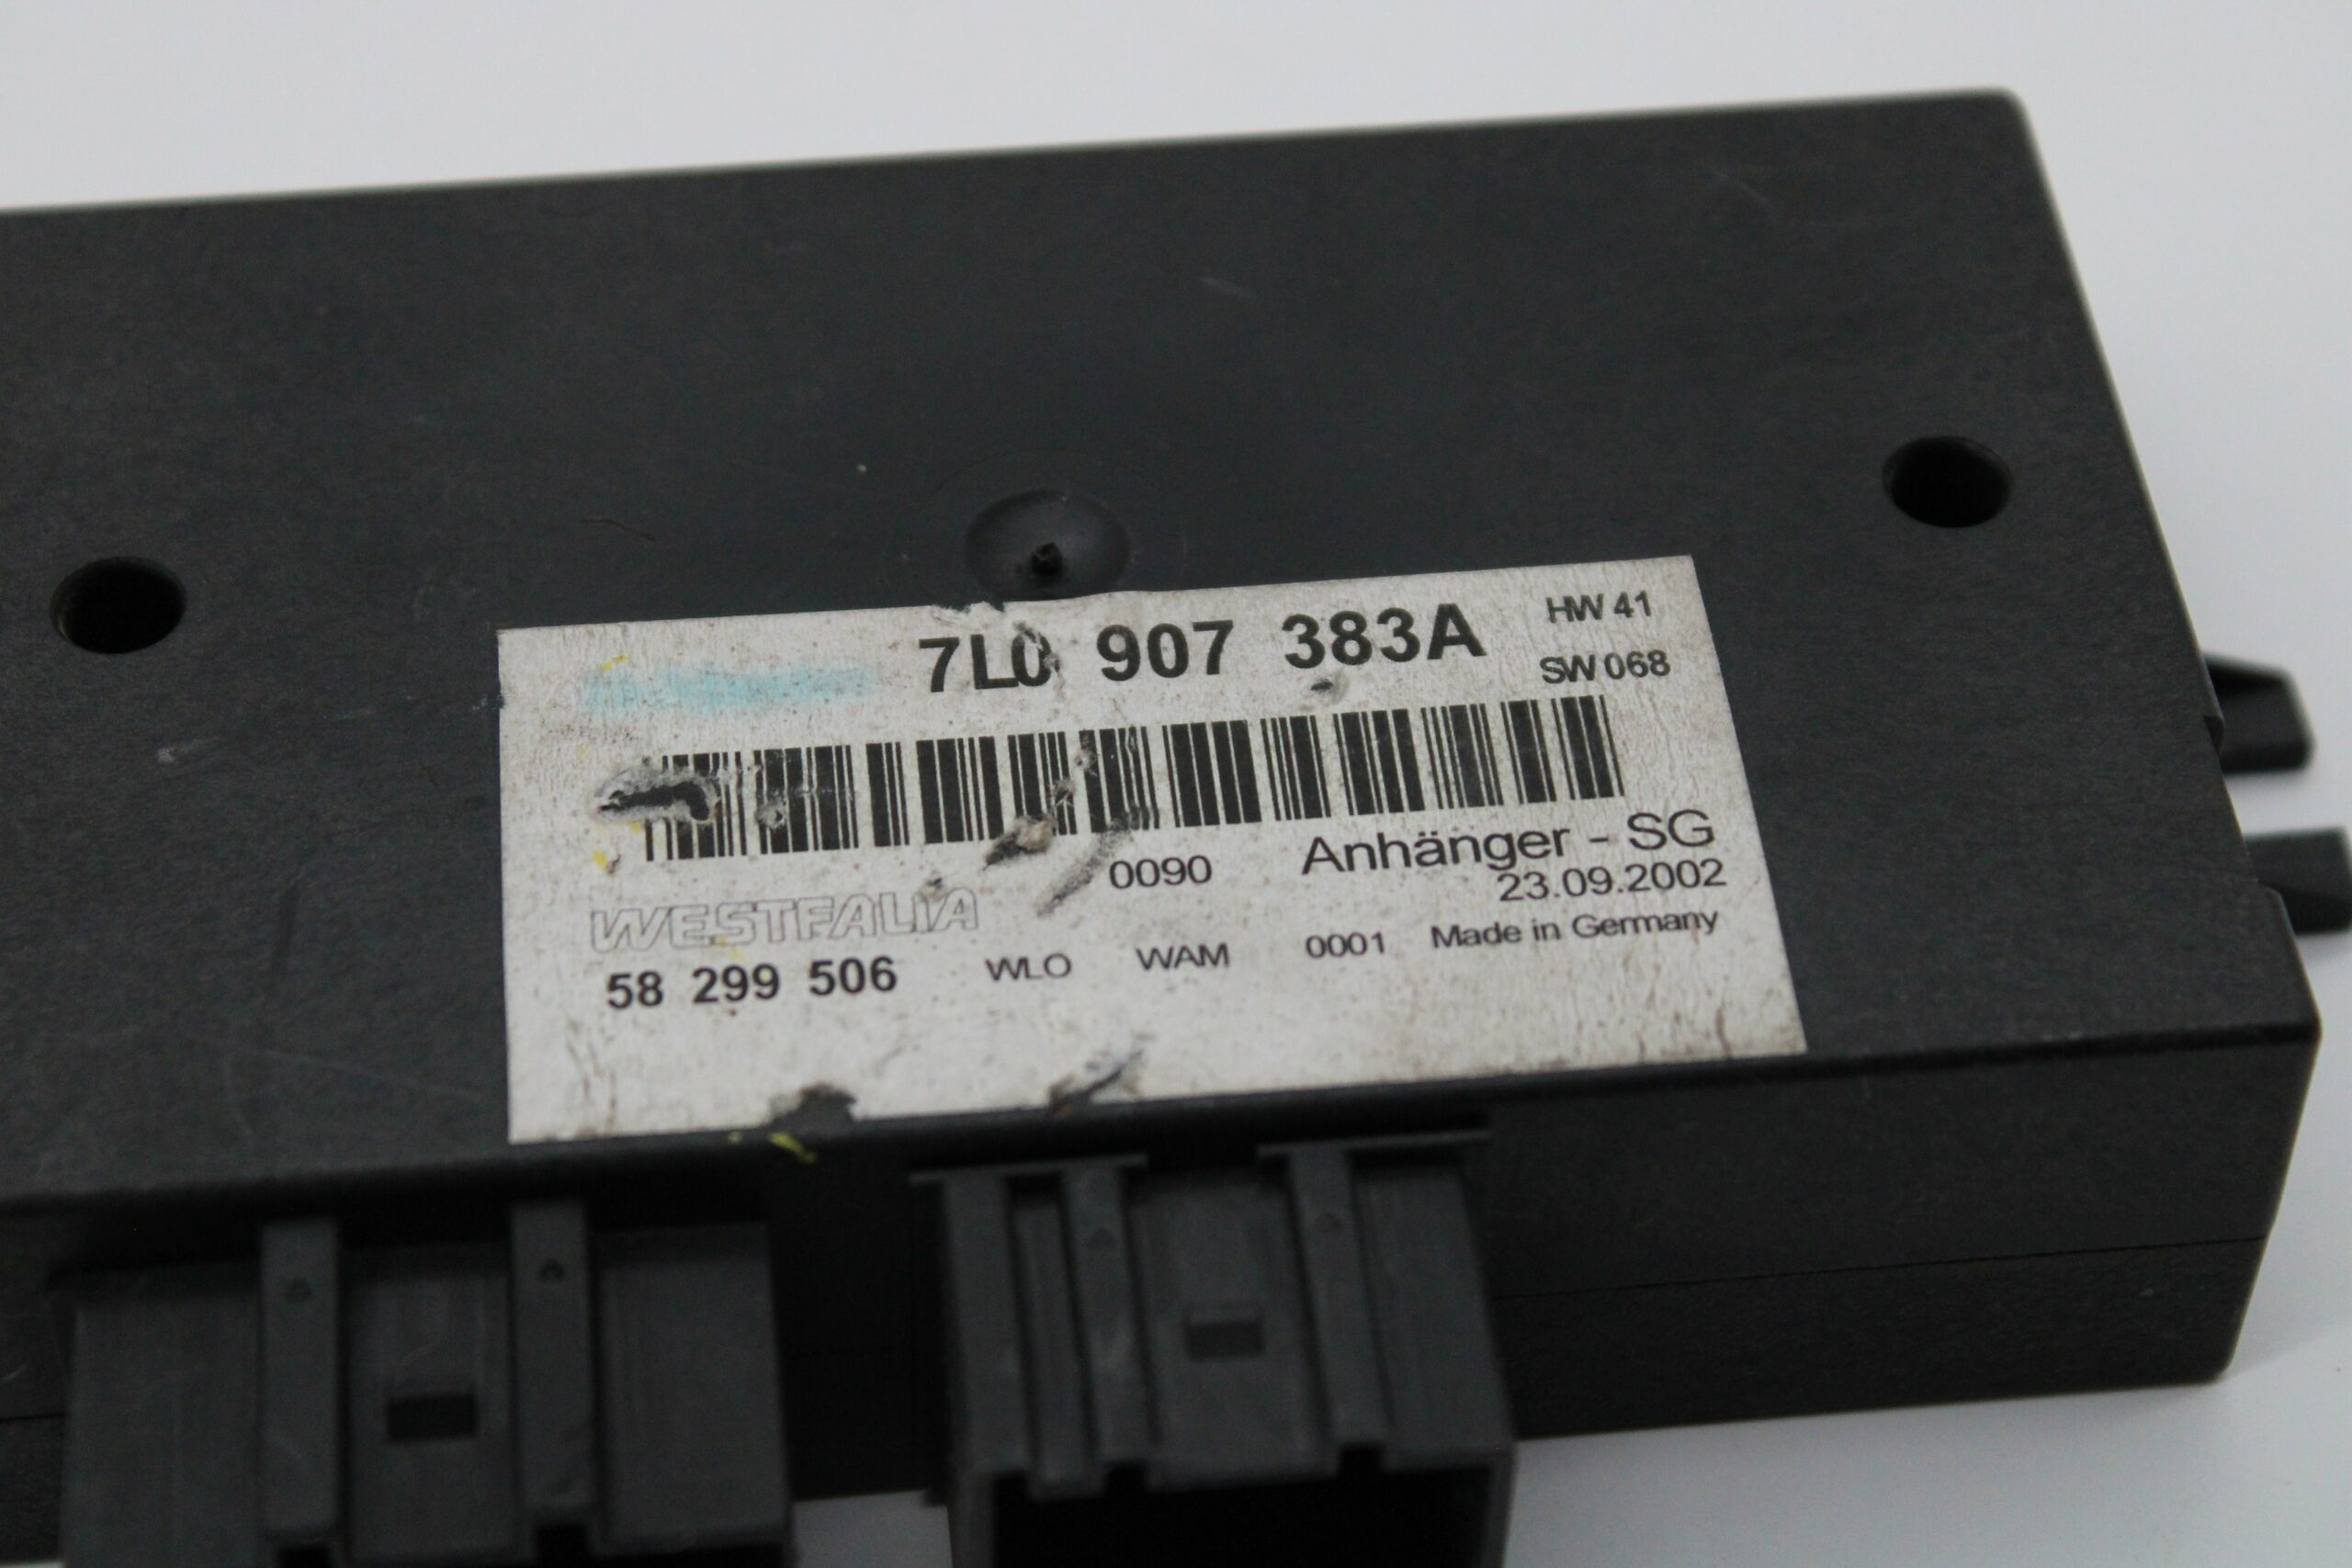 7L0 907 383A HW 41
SW 068
0090 Anhänger - SG
23.09.2002
WESTFALIA
58 299 506 WLO WAM 0001 Made in Germany